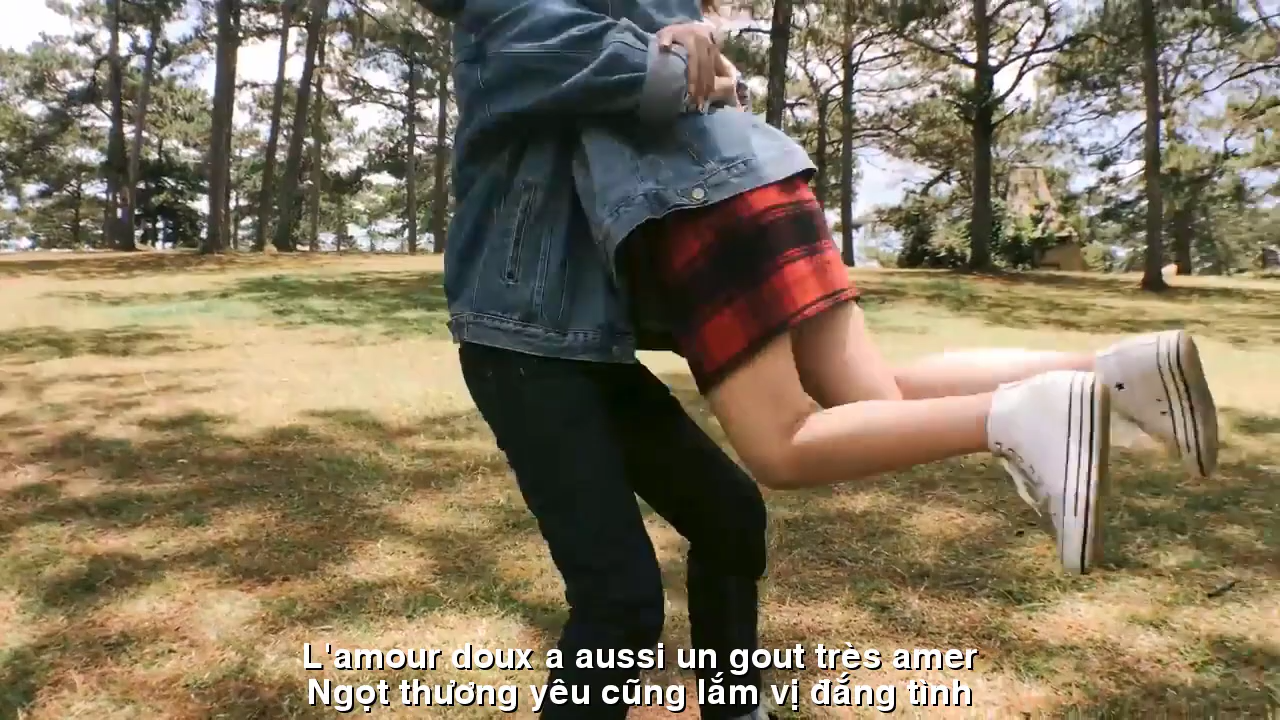 L'amour doux a aussi un gout très amer
Ngọt thương yêu cũng lắm vị đắng tình